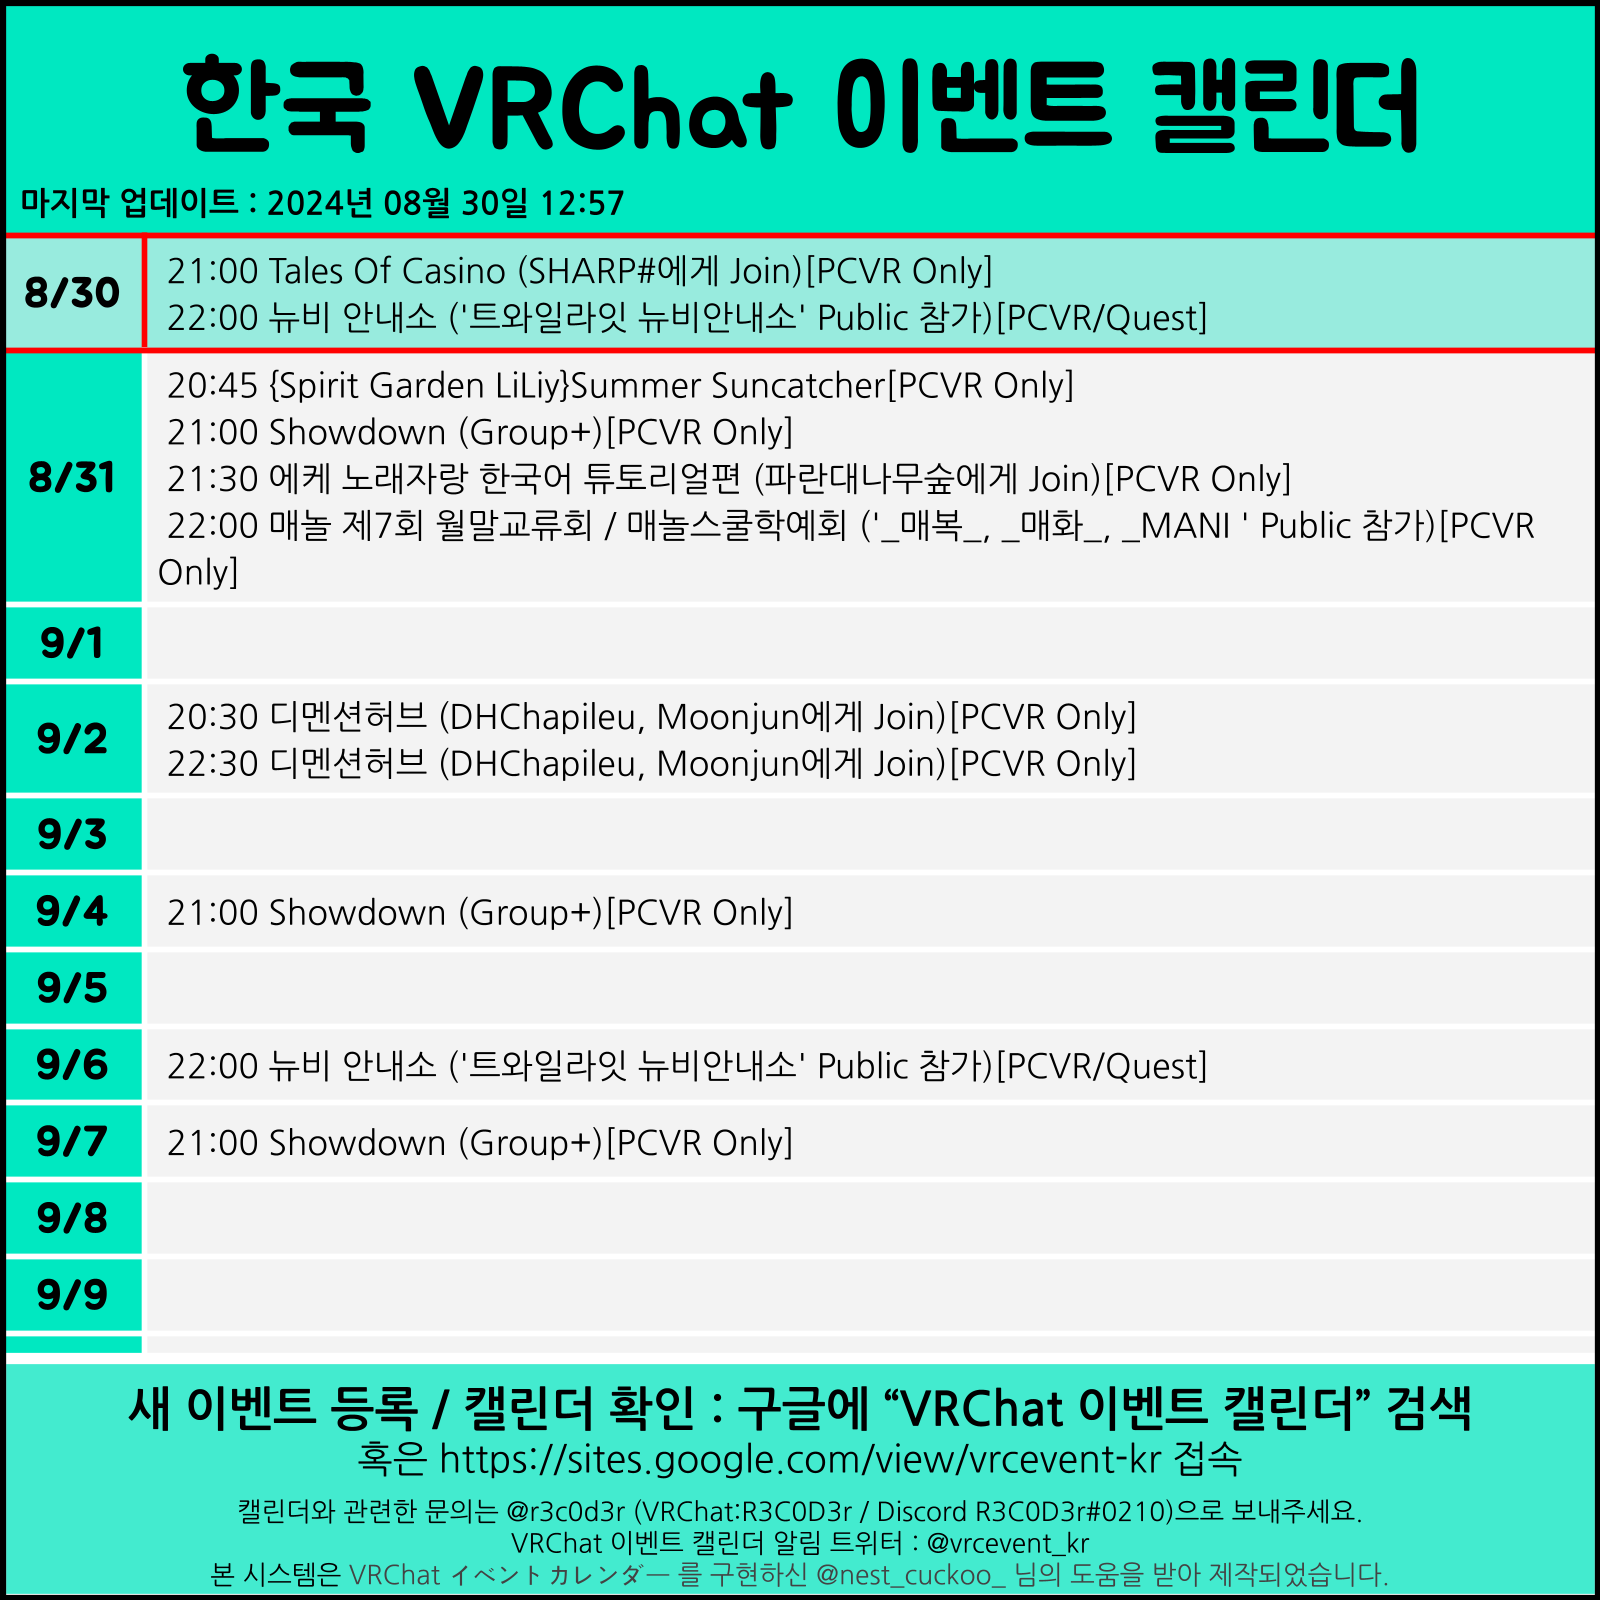 한국 VRChat 이벤트 캘린더
마지막 업데이트 : 2024년 08월 30일 12:57
8/30
21:00 Tales Of Casino (SHARP#에게 Join)[PCVR Only]
22:00 뉴비 안내소 ('트와일라잇 뉴비안내소' Public 참가)[PCVR/Quest]
8/31
20:45 {Spirit Garden LiLiy}Summer Suncatcher[PCVR Only]
21:00 Showdown (Group+)[PCVR Only]
21:30 에케 노래자랑 한국어 튜토리얼편 (파란대나무숲에게 Join)[PCVR Only]
22:00 매놀 제7회 월말교류회 / 매놀스쿨학예회 ('_매복_, _매화_, _MANI ' Public 참가)[PCVR
Only]
9/1
9/2
20:30 디멘션허브 (DHChapileu, Moonjun에게 Join)[PCVR Only]
22:30 디멘션허브 (DHChapileu, Moonjun에게 Join)[PCVR Only]
9/3
9/4
21:00 Showdown (Group+)[PCVR Only]
9/5
9/6
22:00 뉴비 안내소 ('트와일라잇 뉴비안내소' Public 참가)[PCVR/Quest]
9/7
21:00 Showdown (Group+)[PCVR Only]
9/8
9/9
새 이벤트 등록 / 캘린더 확인 : 구글에 “VRChat 이벤트 캘린더” 검색
혹은 https://sites.google.com/view/vrcevent-kr 접속
캘린더와 관련한 문의는 @r3c0d3r (VRChat:R3C0D3r / Discord R3C0D3r#0210)으로 보내주세요.
VRChat 이벤트 캘린더 알림 트위터 : @vrcevent_kr
본 시스템은 VRChat イベントカレンダー 를 구현하신 @nest_cuckoo_ 님의 도움을 받아 제작되었습니다.